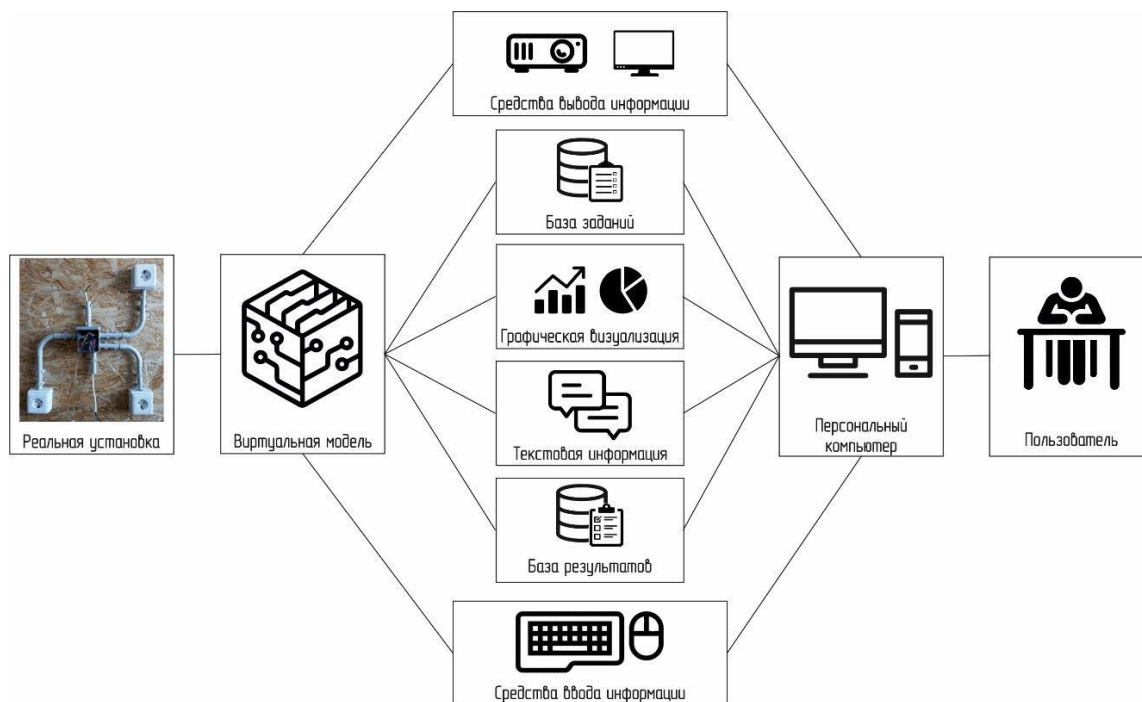 Средства вывода информации
База заданий
Графическая визуализация
Текстовая информация
База результатов
Средства ввода информации
Реальная установка
Виртуальная модель
Персональный
компьютер
Пользователь